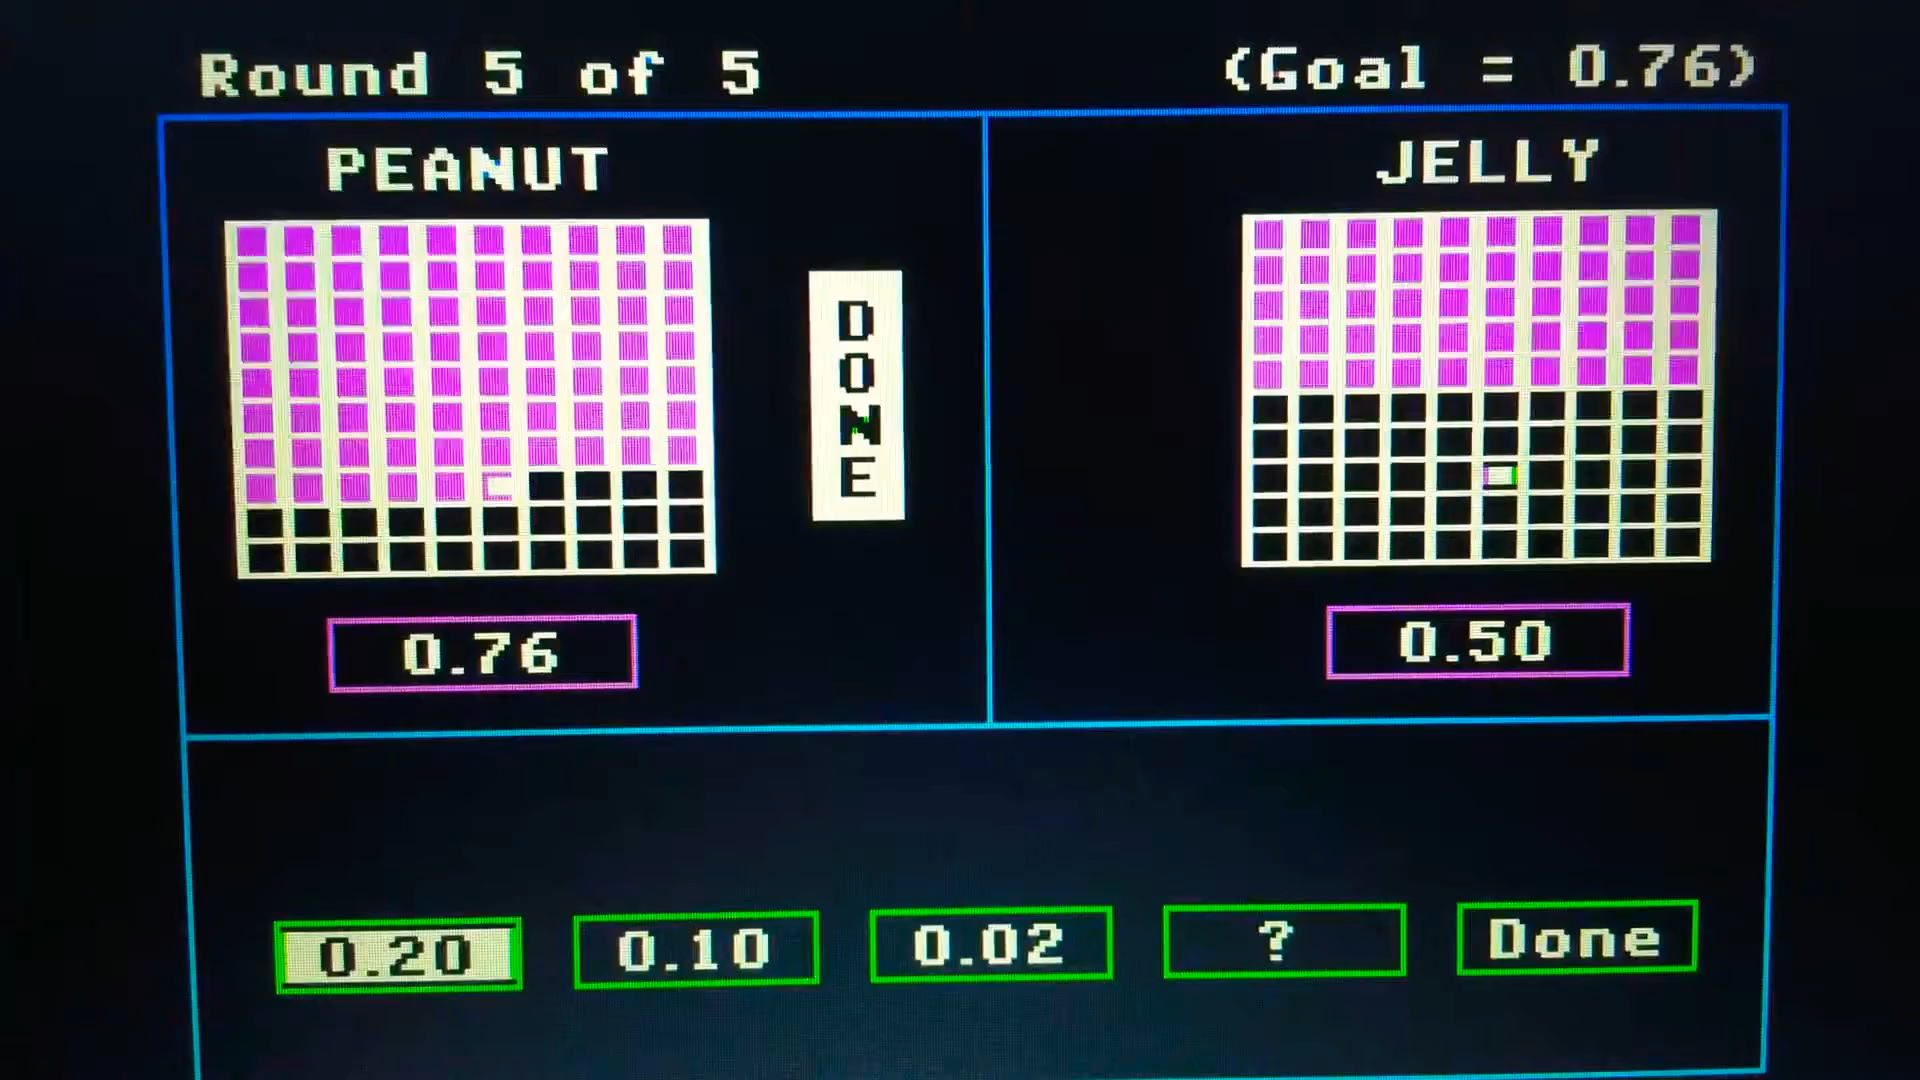 Round 5 of 5
(Goal = 0.76)
PEANUT
JELLY
DONE
0.76
0.50
0.20
0.10
0.02
?
Done